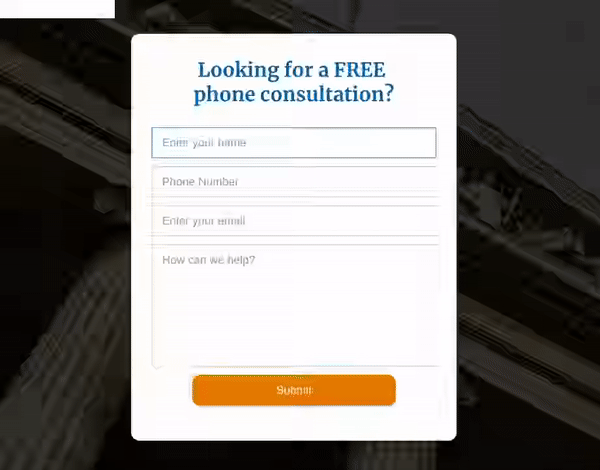 Looking for a FREE
phone consultation?
Enter your name
Phone Number
Enter your email
How can we help?
Submit